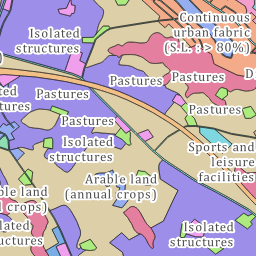 Isolated
structures
Continuous
urban fabric
(S.L. : > 80%)
Pastures
Pastures
Pastures
Pastures
Pastures
Isolated
structures
Sports and
leisure
facilities
Arable land
(annual crops)
Isolated
structures